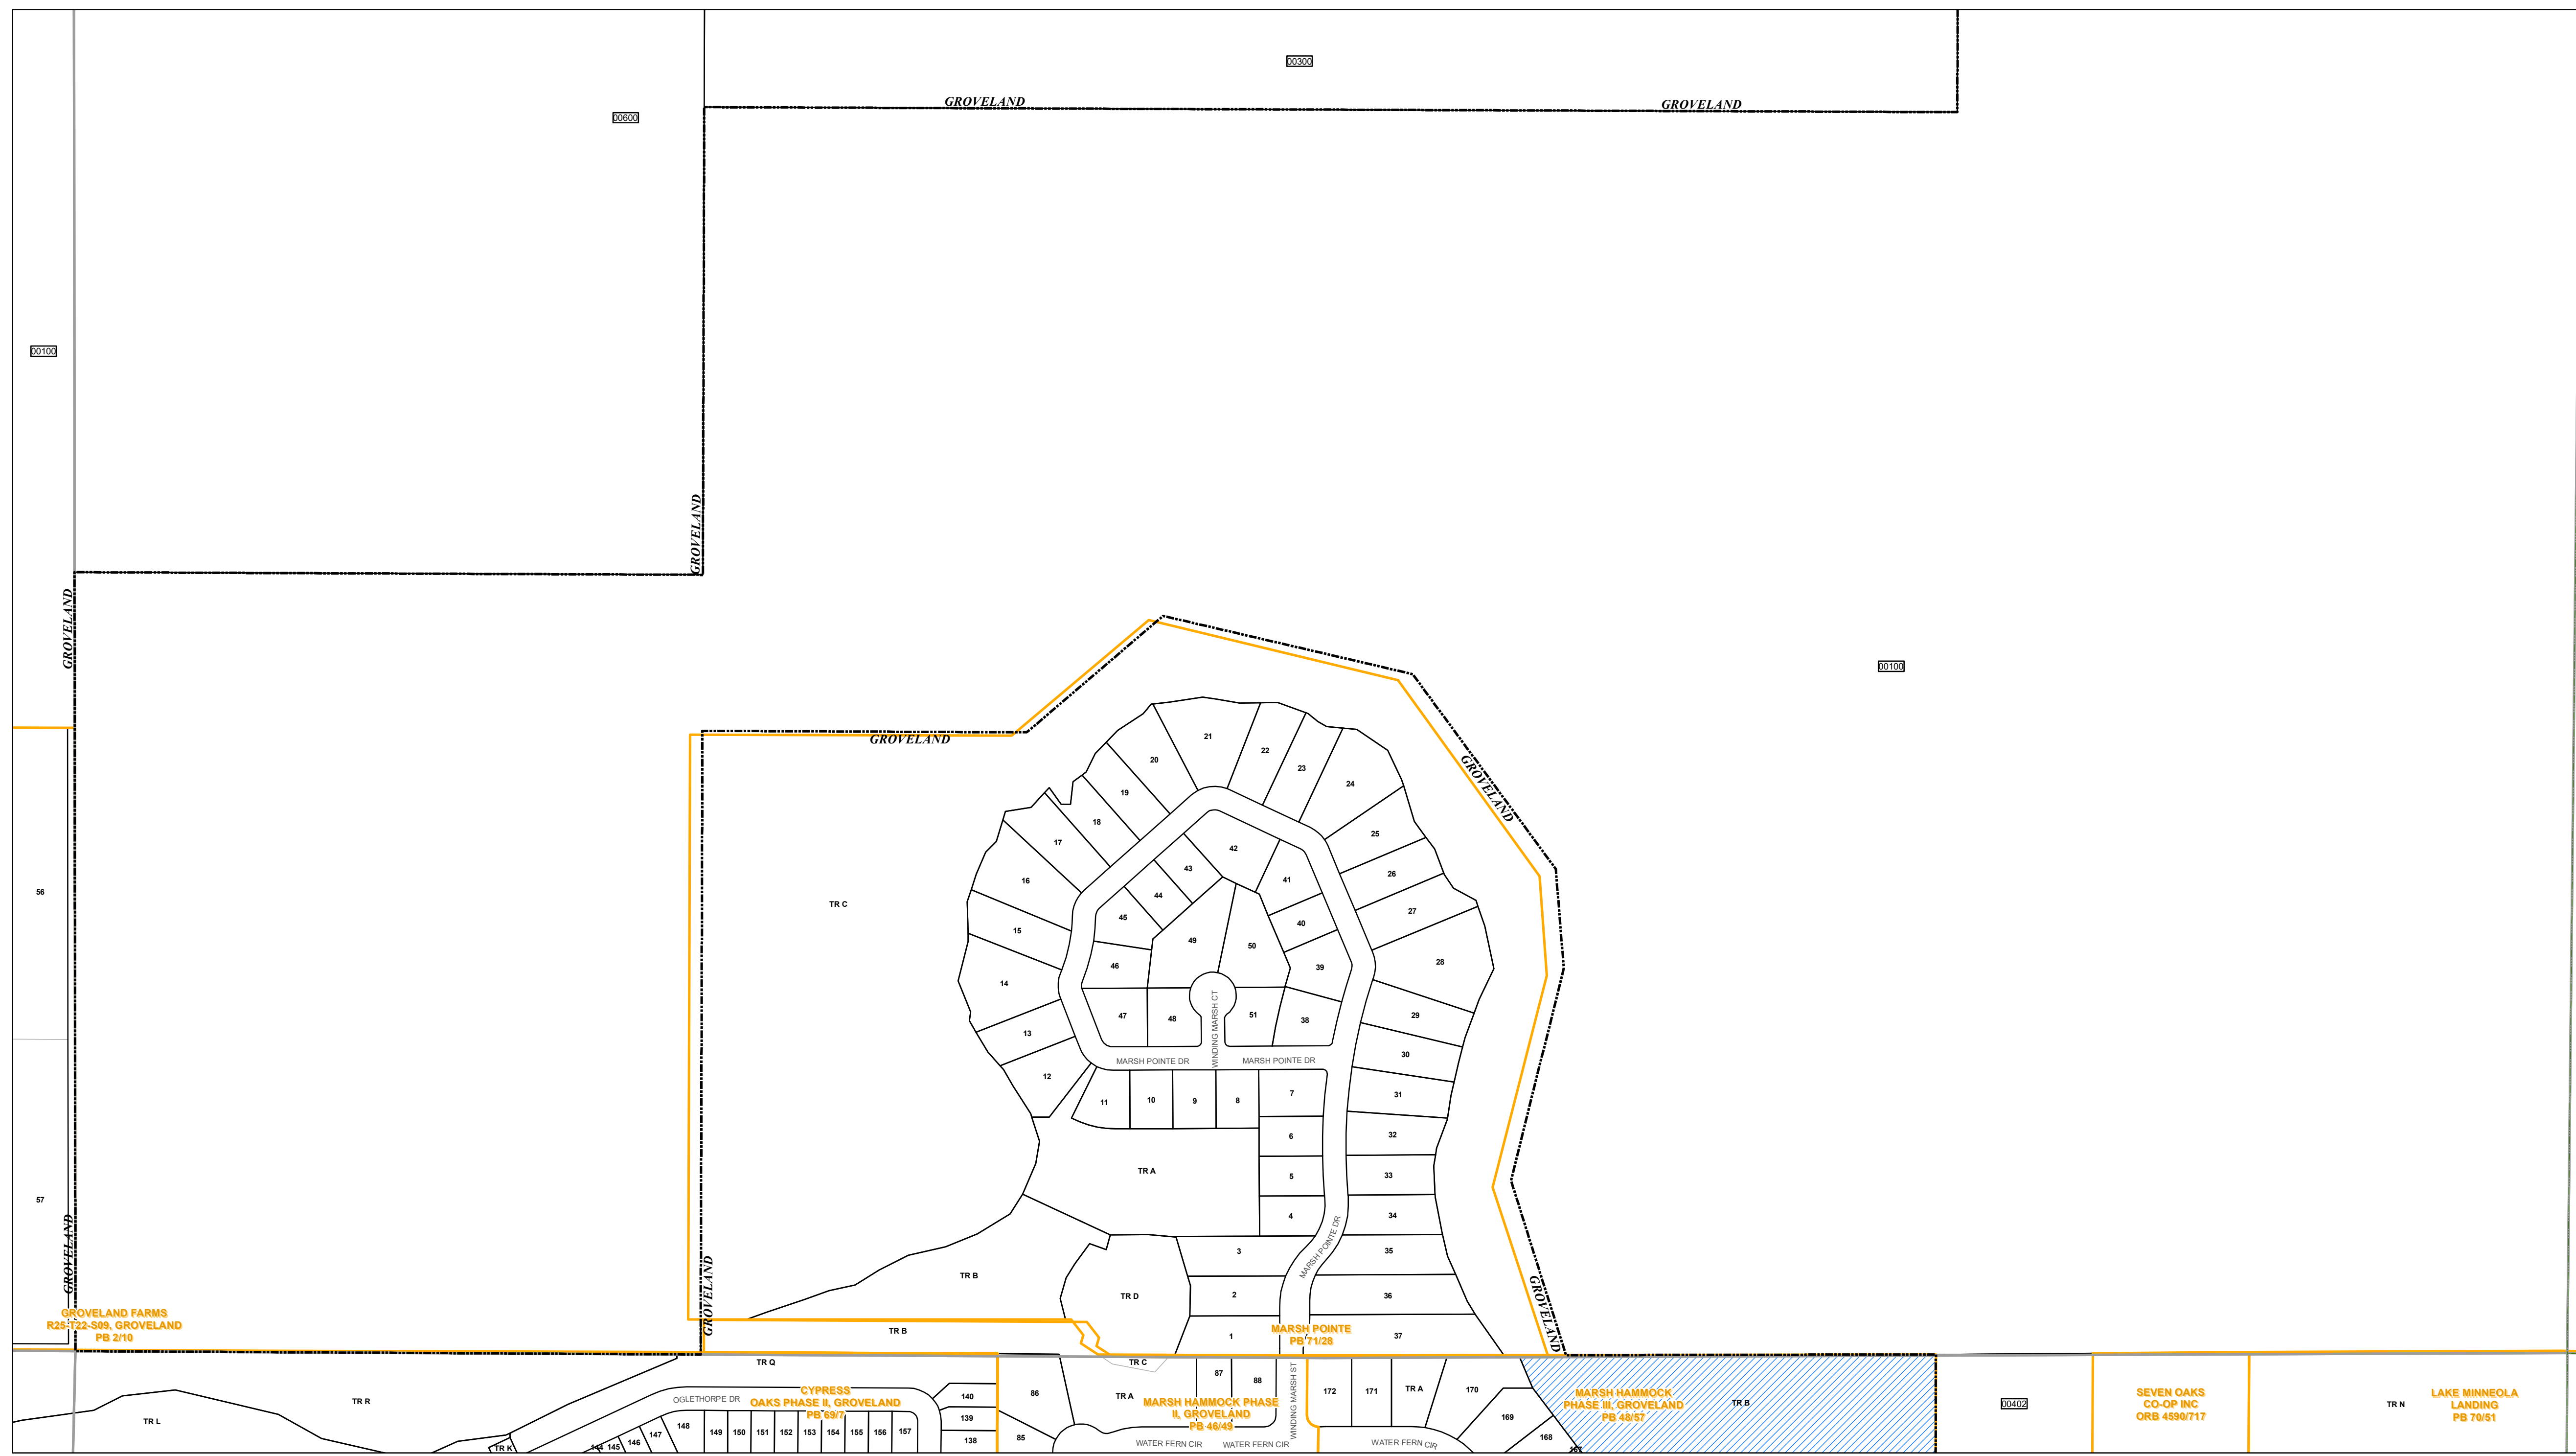 00300
GROVELAND
GROVELAND
00600
00100
GROVELAND
GROVELAND
00100
GROVELAND
GROVELAND
21
22
23
20
24
19
18
25
17
42
43
41
26
16
44
27
45
40
15
49
50
28
46
39
14
29
47
48
51
38
13
WINDING MARSH CT
MARSH POINTE DR
MARSH POINTE DR
30
12
31
11
10
9
8
7
6
32
TR A
5
33
4
34
MARSH POINTE DR
3
35
TR C
56
57
GROVELAND
GROVELAND
GROVELAND
TR B
TR D
2
36
TR B
1
37
MARSH POINTE
PB 71/28
GROVELAND FARMS
R25-T22-S09, GROVELAND
PB 2/10
TR Q
TR C
87
88
86
TR A
WINDING MARSH ST
172
171
TR A
170
169
168
167
MARSH HAMMOCK
PHASE III, GROVELAND
PB 48/57
TR B
00402
SEVEN OAKS
CO-OP INC
ORB 4590/717
TR N
LAKE MINNEOLA
LANDING
PB 70/51
TR R
TR L
OGLETHORPE DR
CYPRESS
OAKS PHASE II, GROVELAND
PB 69/7
140
139
138
85
MARSH HAMMOCK PHASE
II, GROVELAND
PB 46/49
TR K
144
145
146
147
148
149
150
151
152
153
154
155
156
157
WATER FERN CIR
WATER FERN CIR
WATER FERN CIR